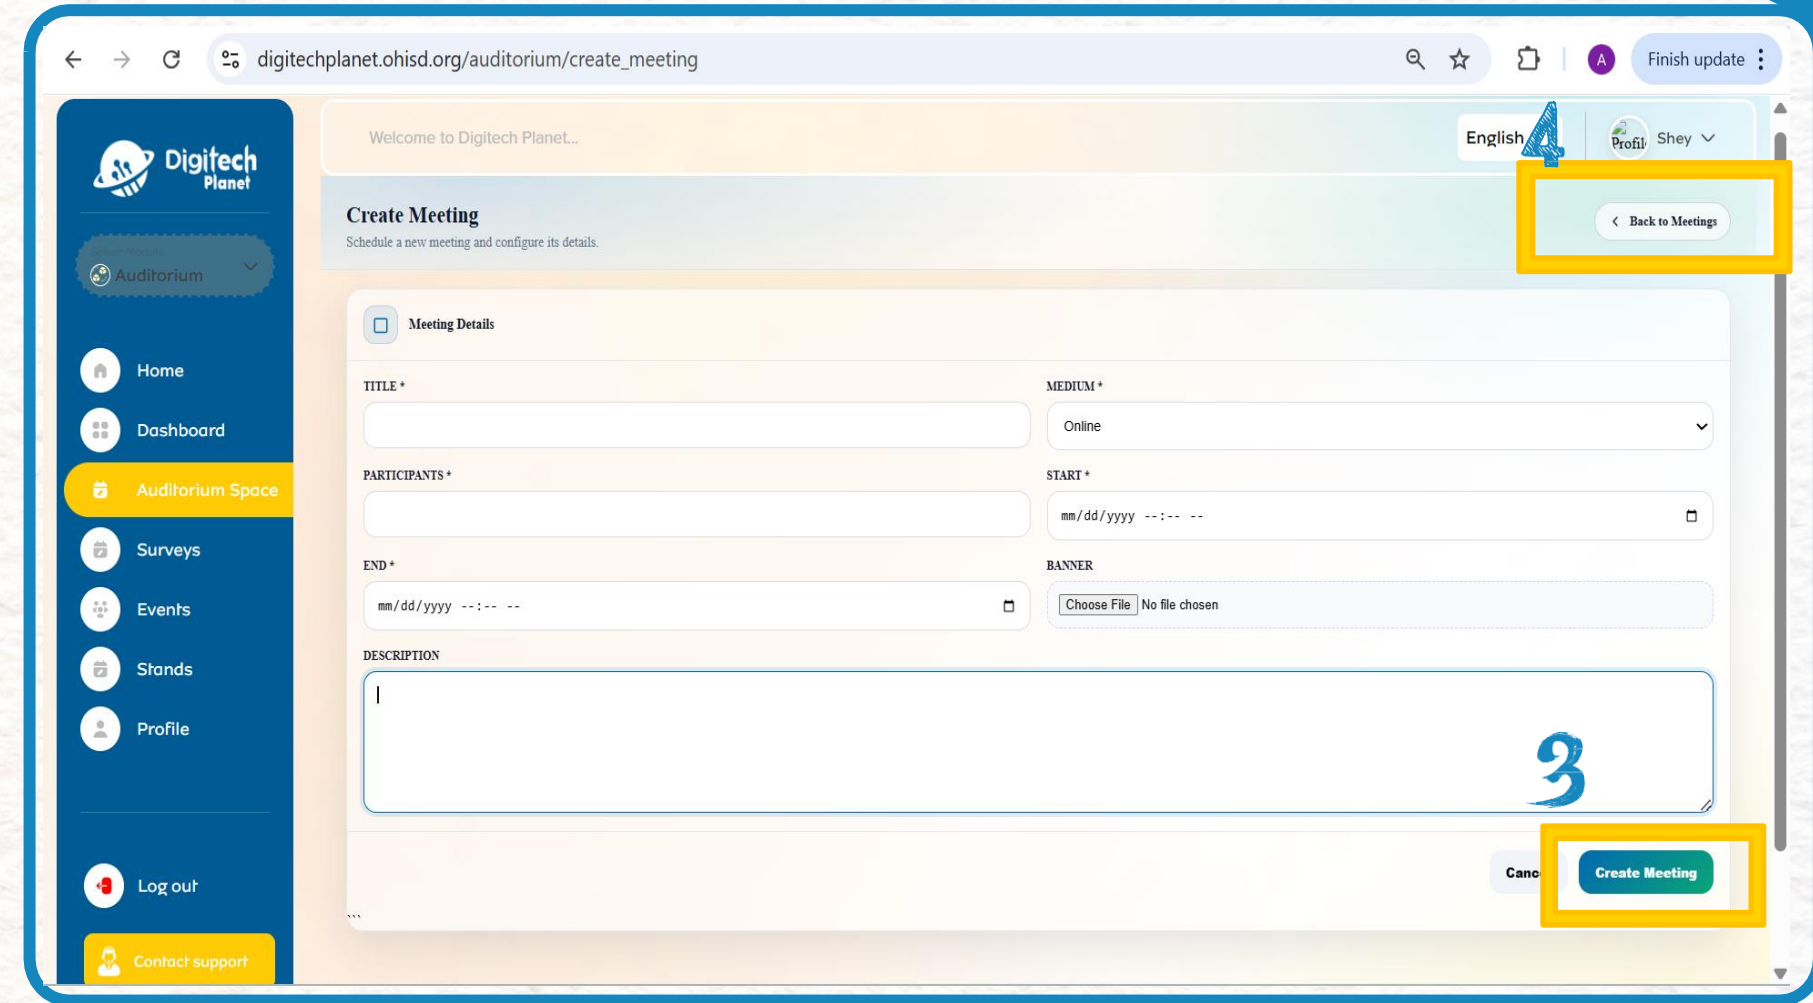 digitechplanet.ohisd.org/auditorium/create_meeting
A
Finish update
Digitech
Planet
Auditorium
Home
Dashboard
Auditorium Space
Surveys
Events
Stands
Profile
Log out
Contact support
Welcome to Digitech Planet...
English
4
Profil
Shey
Create Meeting
Schedule a new meeting and configure its details.
Back to Meetings
Meeting Details
TITLE *
MEDIUM *
Online
PARTICIPANTS *
START *
mm/dd/yyyy --:-- --
END *
mm/dd/yyyy --:-- --
BANNER
Choose File No file chosen
DESCRIPTION
3
Canc
Create Meeting
```